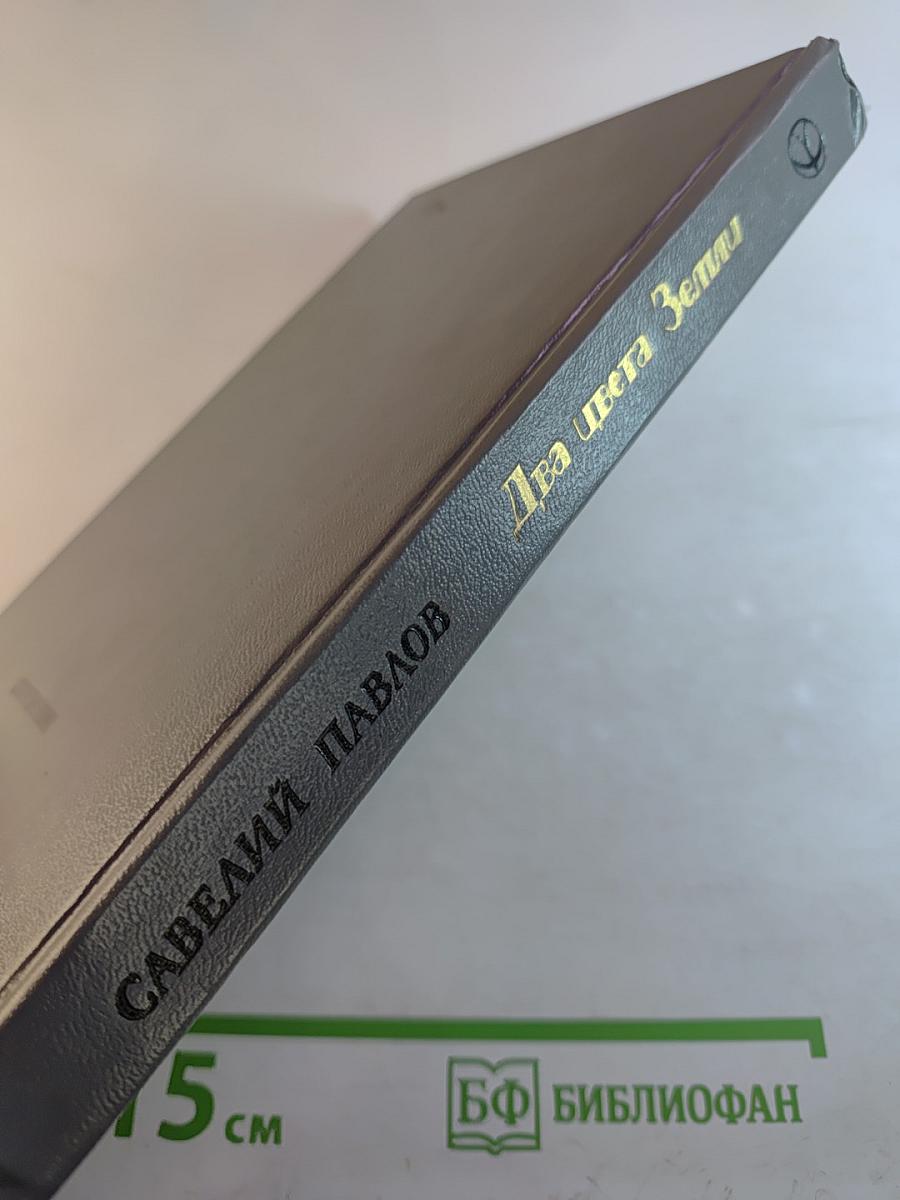 САВЕЛИЙ ПАВЛОВ Два цвета Земли
15 см
БФ БИБЛИОФАН